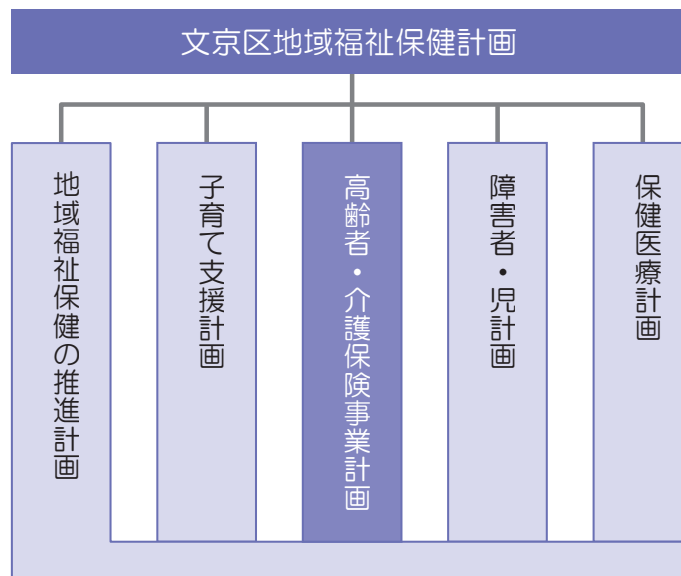 文京区地域福祉保健計画
地域福祉保健の推進計画
子育て支援計画
高齢者・介護保険事業計画
障害者・児計画
保健医療計画